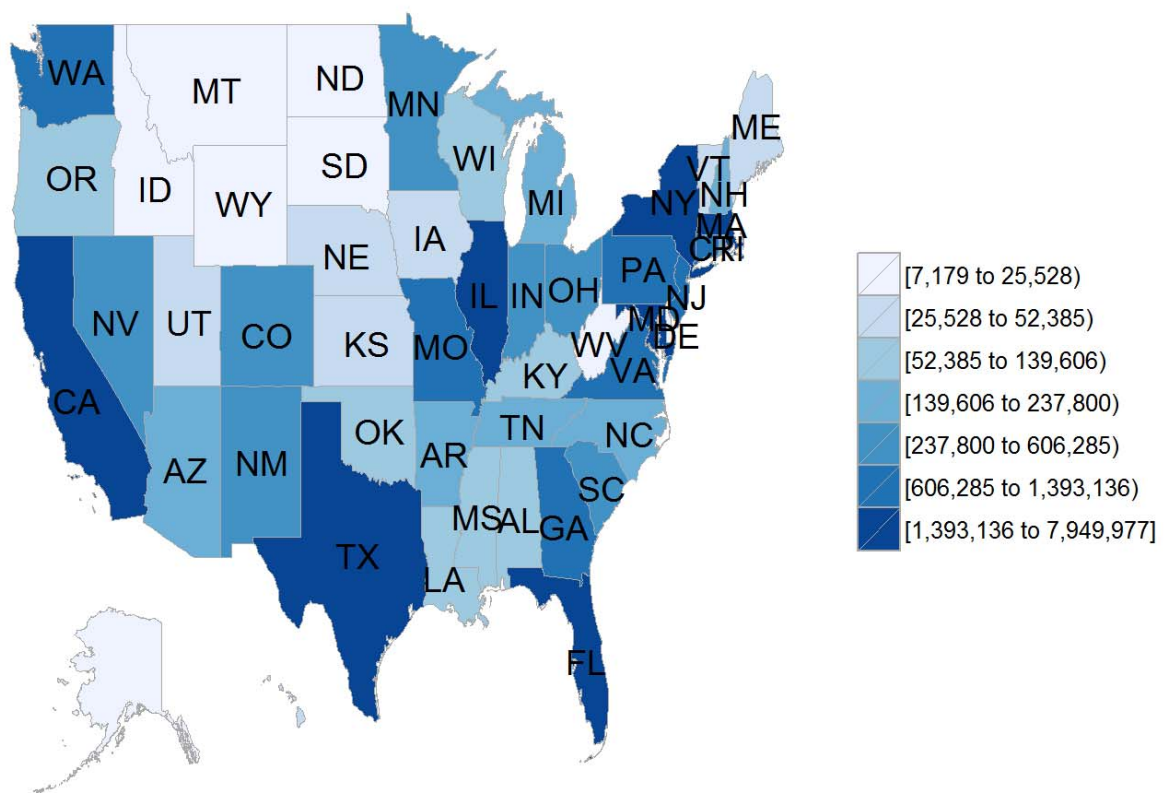 WA
MT
ND
MN
ME
OR
ID
WY
SD
WI
MI
VT
NH
NY
MA
CT
RI
NE
IA
PA
NJ
NV
UT
CO
KS
MO
IL
IN
OH
MD
DE
WV
VA
KY
CA
AZ
NM
OK
AR
TN
NC
SC
MS
AL
GA
TX
LA
FL
[7,179 to 25,528)
[25,528 to 52,385)
[52,385 to 139,606)
[139,606 to 237,800)
[237,800 to 606,285)
[606,285 to 1,393,136)
[1,393,136 to 7,949,977]